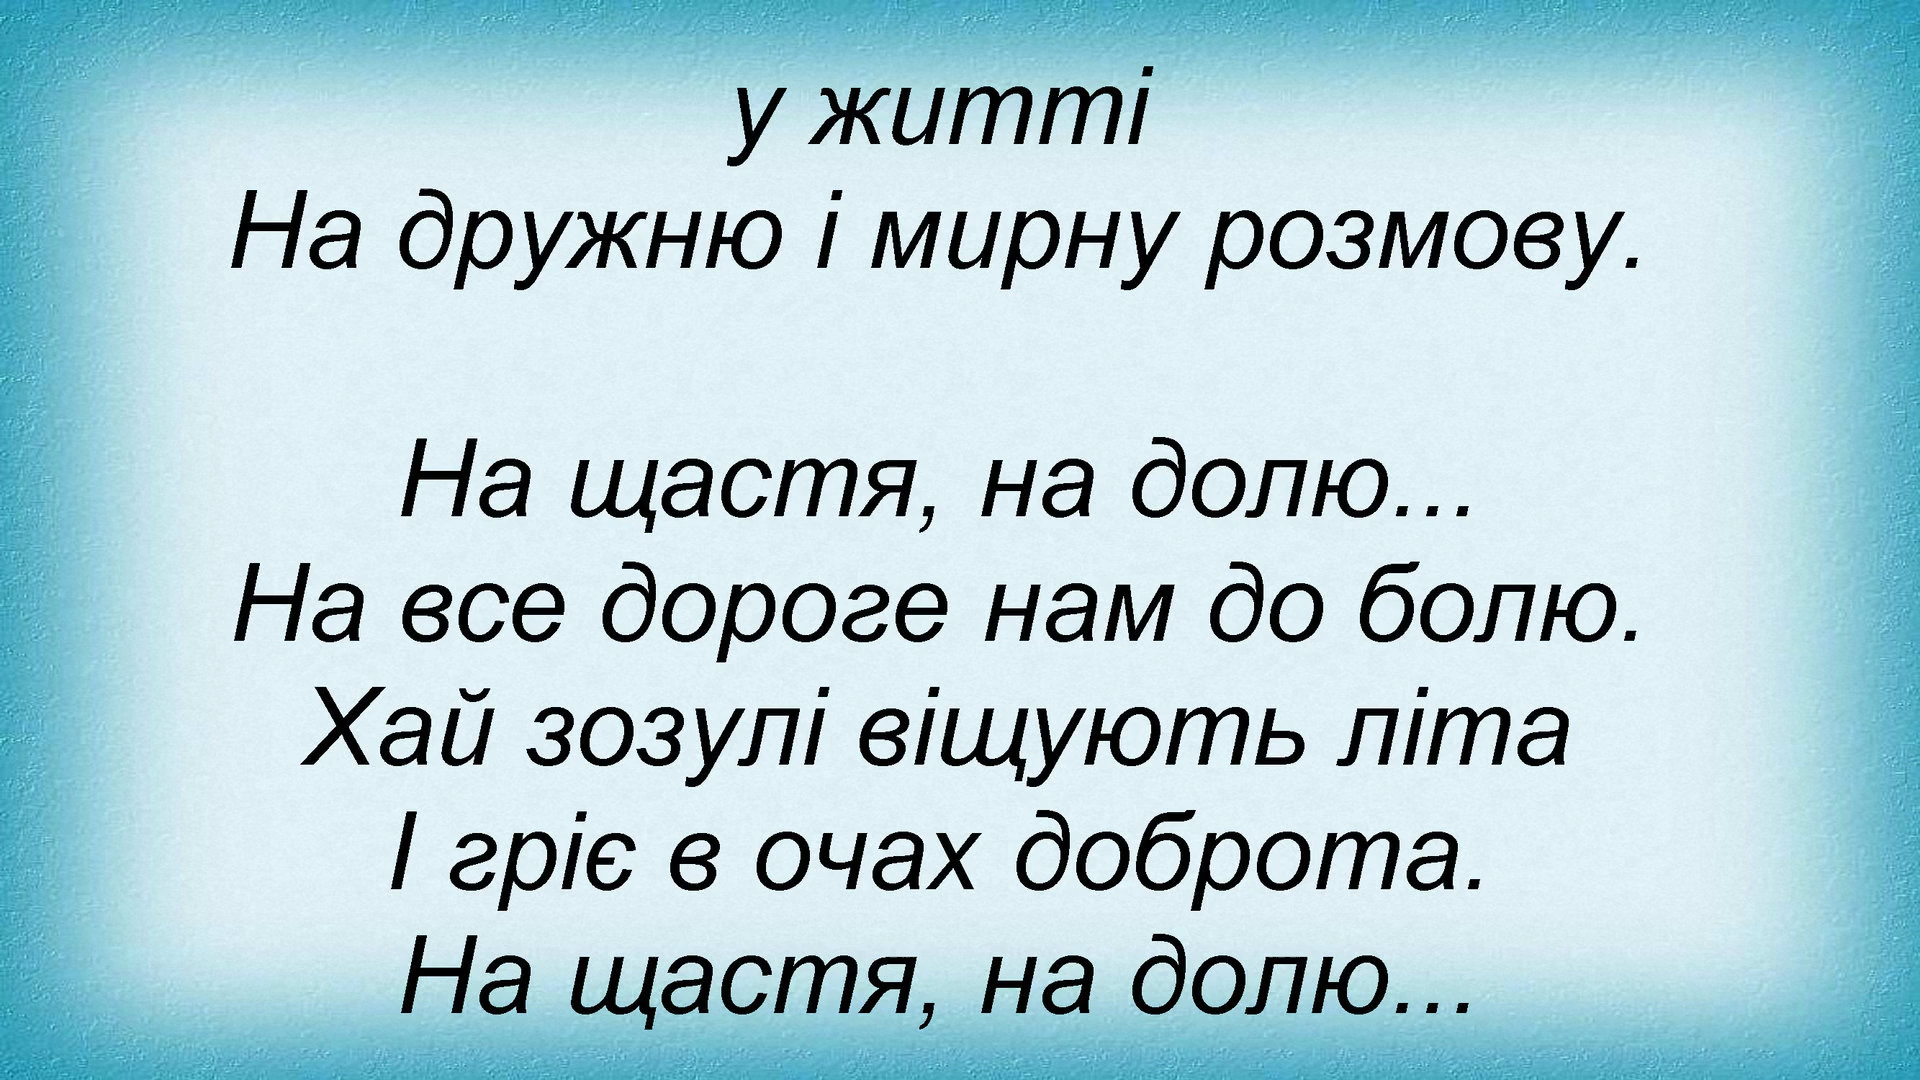 у житті
На дружню і мирну розмову.
На щастя, на долю...
На все дороге нам до болю.
Хай зозулі віщують літа
І гріє в очах доброта.
На щастя, на долю...